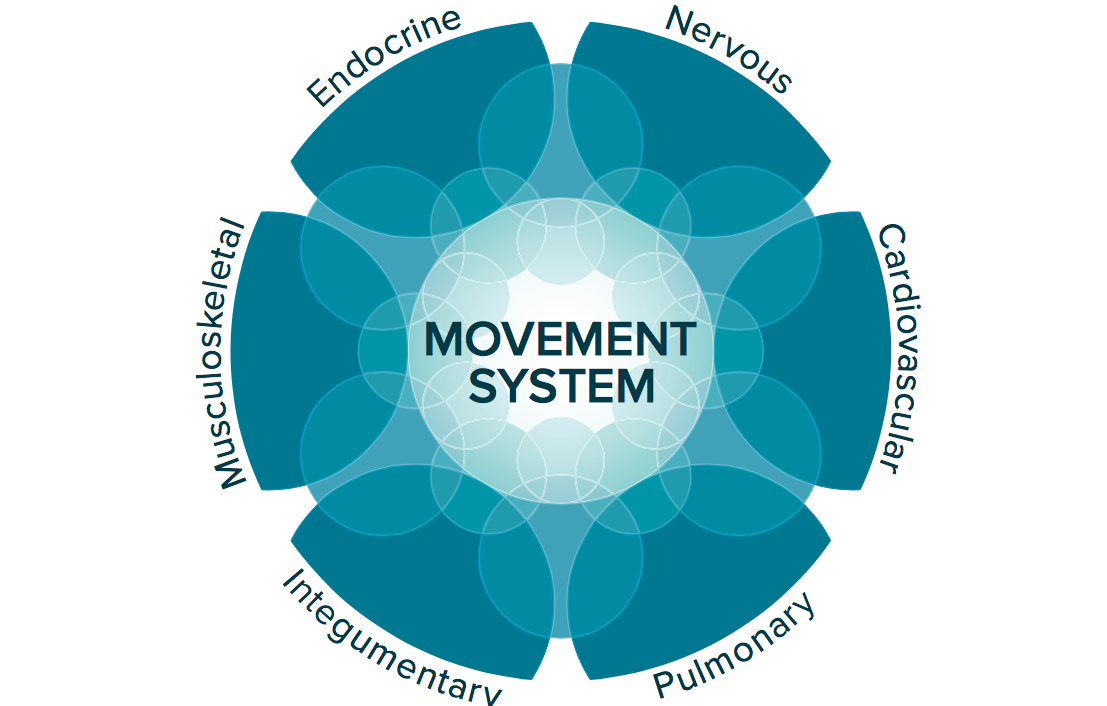 Endocrine
Nervous
Musculoskeletal
Cardiovascular
MOVEMENT
SYSTEM
Integumentary
Pulmonary